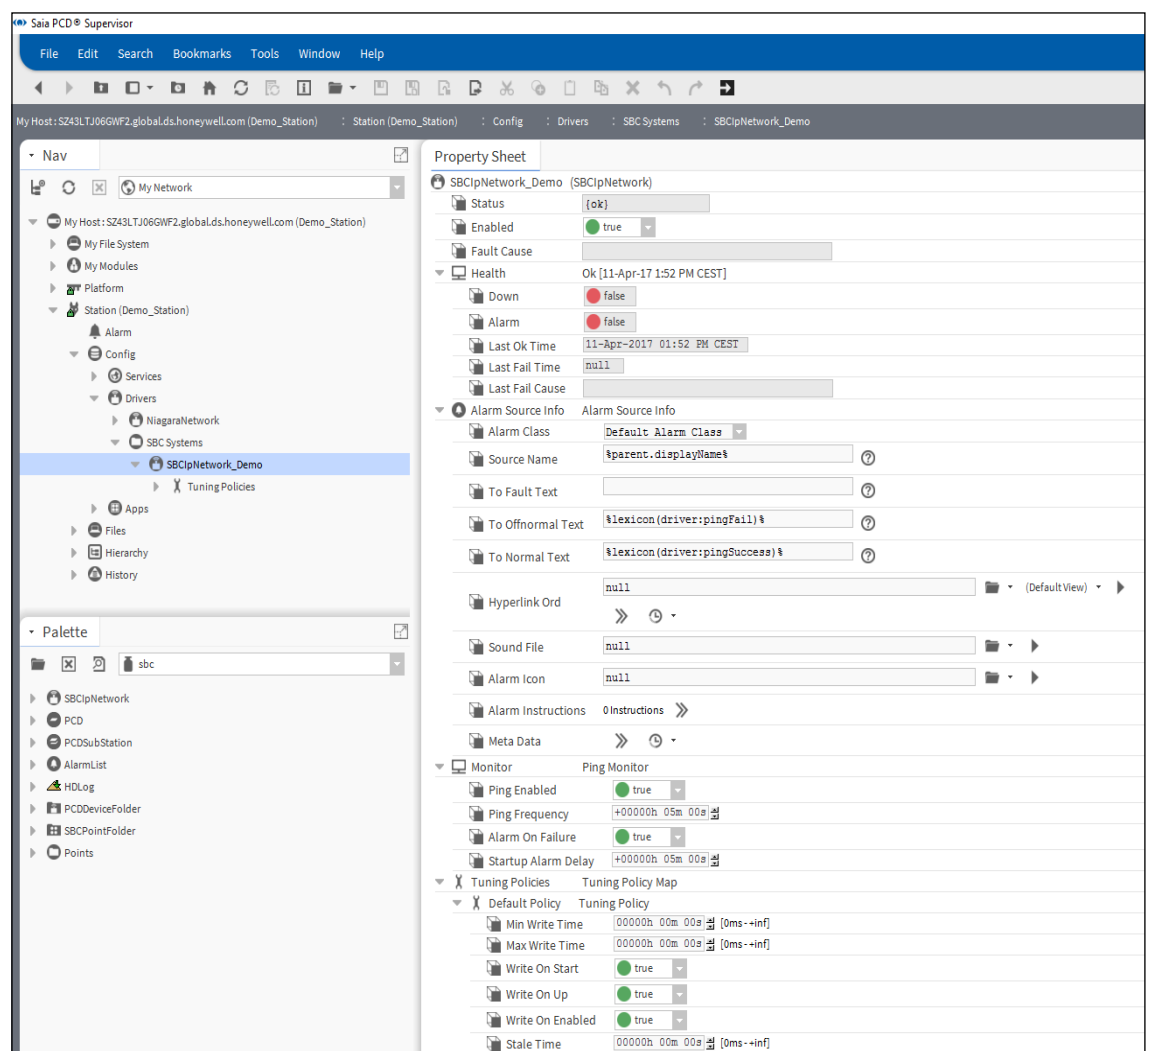 Saia PCD® Supervisor
File Edit Search Bookmarks Tools Window Help
My Host : SZ43LTJ06GWF2.global.ds.honeywell.com (Demo_Station) : Station (Demo_Station) : Config : Drivers : SBC Systems : SBCIpNetwork_Demo
Nav
My Network
My Host : SZ43LTJ06GWF2.global.ds.honeywell.com (Demo_Station)
My File System
My Modules
Platform
Station (Demo_Station)
Alarm
Config
Services
Drivers
NiagaraNetwork
SBC Systems
SBCIpNetwork_Demo
Tuning Policies
Apps
Files
Hierarchy
History
Palette
sbc
SBCIpNetwork
PCD
PCDSubStation
AlarmList
HDLog
PCDDeviceFolder
SBCPointFolder
Points
Property Sheet
SBCIpNetwork_Demo (SBCIpNetwork)
Status {ok}
Enabled true
Fault Cause
Health Ok [11-Apr-17 1:52 PM CEST]
Down false
Alarm false
Last Ok Time 11-Apr-2017 01:52 PM CEST
Last Fail Time null
Last Fail Cause
Alarm Source Info Alarm Source Info
Alarm Class Default Alarm Class
Source Name %parent.displayName%
To Fault Text
To Offnormal Text %lexicon(driver:pingFail)%
To Normal Text %lexicon(driver:pingSuccess)%
Hyperlink Ord null (Default View)
Sound File null
Alarm Icon null
Alarm Instructions 0 Instructions
Meta Data
Monitor Ping Monitor
Ping Enabled true
Ping Frequency +00000h 05m 00s
Alarm On Failure true
Startup Alarm Delay +00000h 05m 00s
Tuning Policies Tuning Policy Map
Default Policy Tuning Policy
Min Write Time 00000h 00m 00s [0ms - +inf]
Max Write Time 00000h 00m 00s [0ms - +inf]
Write On Start true
Write On Up true
Write On Enabled true
Stale Time 00000h 00m 00s [0ms - +inf]